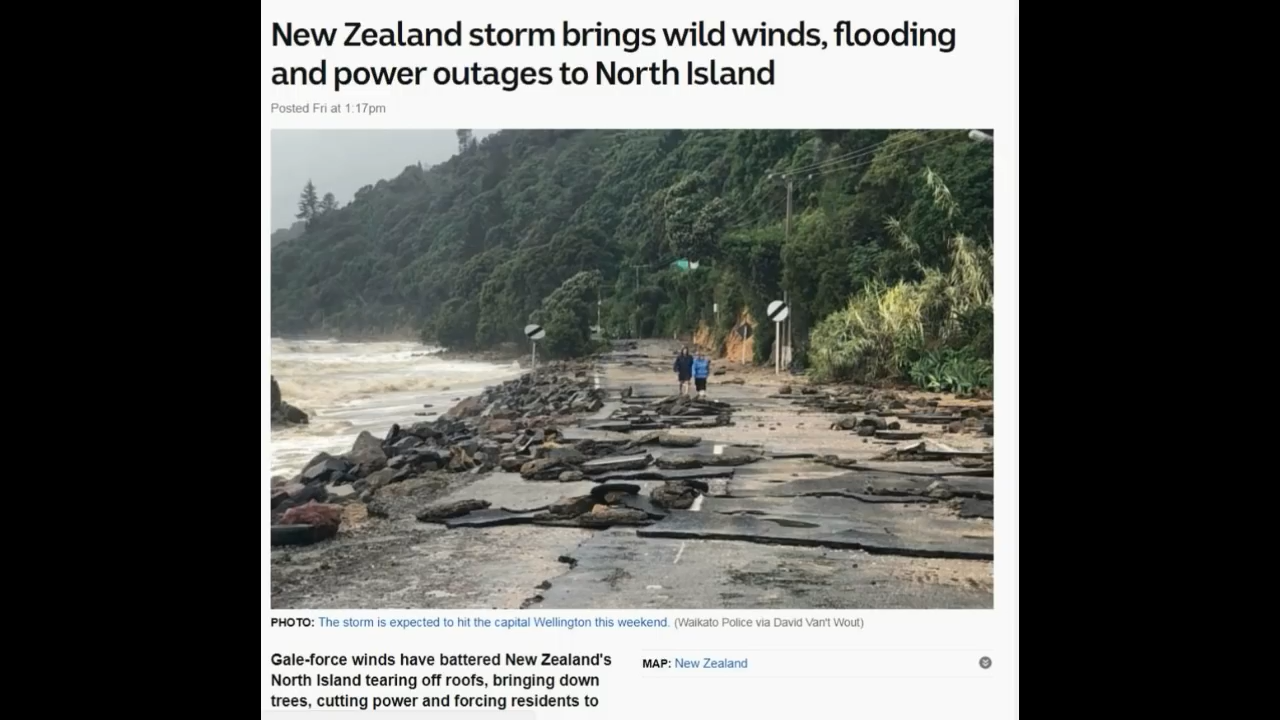 New Zealand storm brings wild winds, flooding
and power outages to North Island
Posted Fri at 1:17pm
PHOTO: The storm is expected to hit the capital Wellington this weekend. (Waikato Police via David Van't Wout)
Gale-force winds have battered New Zealand's
North Island tearing off roofs, bringing down
trees, cutting power and forcing residents to
MAP: New Zealand